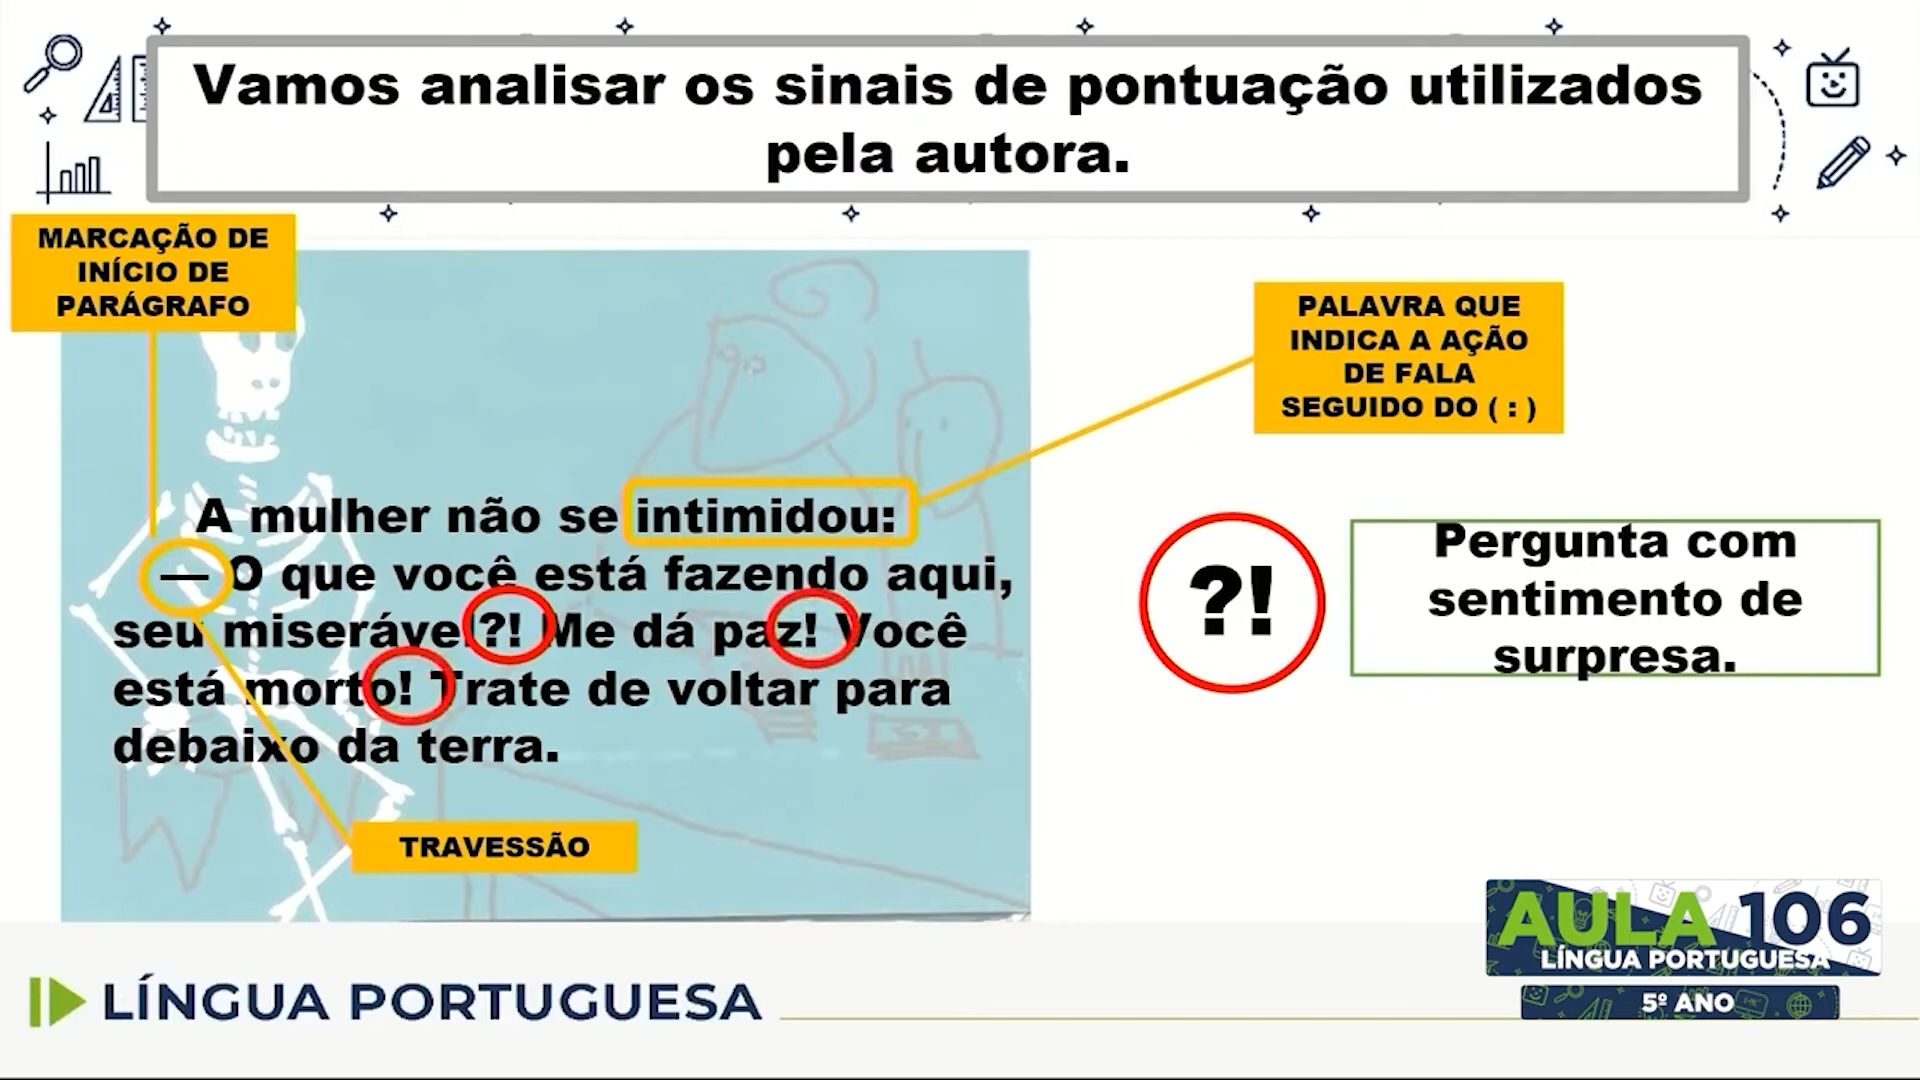 Vamos analisar os sinais de pontuação utilizados
pela autora.
MARCAÇÃO DE
INÍCIO DE
PARÁGRAFO
PALAVRA QUE
INDICA A AÇÃO
DE FALA
SEGUIDO DO ( : )
A mulher não se intimidou:
— O que você está fazendo aqui,
seu miserável?! Me dá paz! Você
está morto! Trate de voltar para
debaixo da terra.
?!
Pergunta com
sentimento de
surpresa.
TRAVESSÃO
AULA 106
LÍNGUA PORTUGUESA
5º ANO
LÍNGUA PORTUGUESA